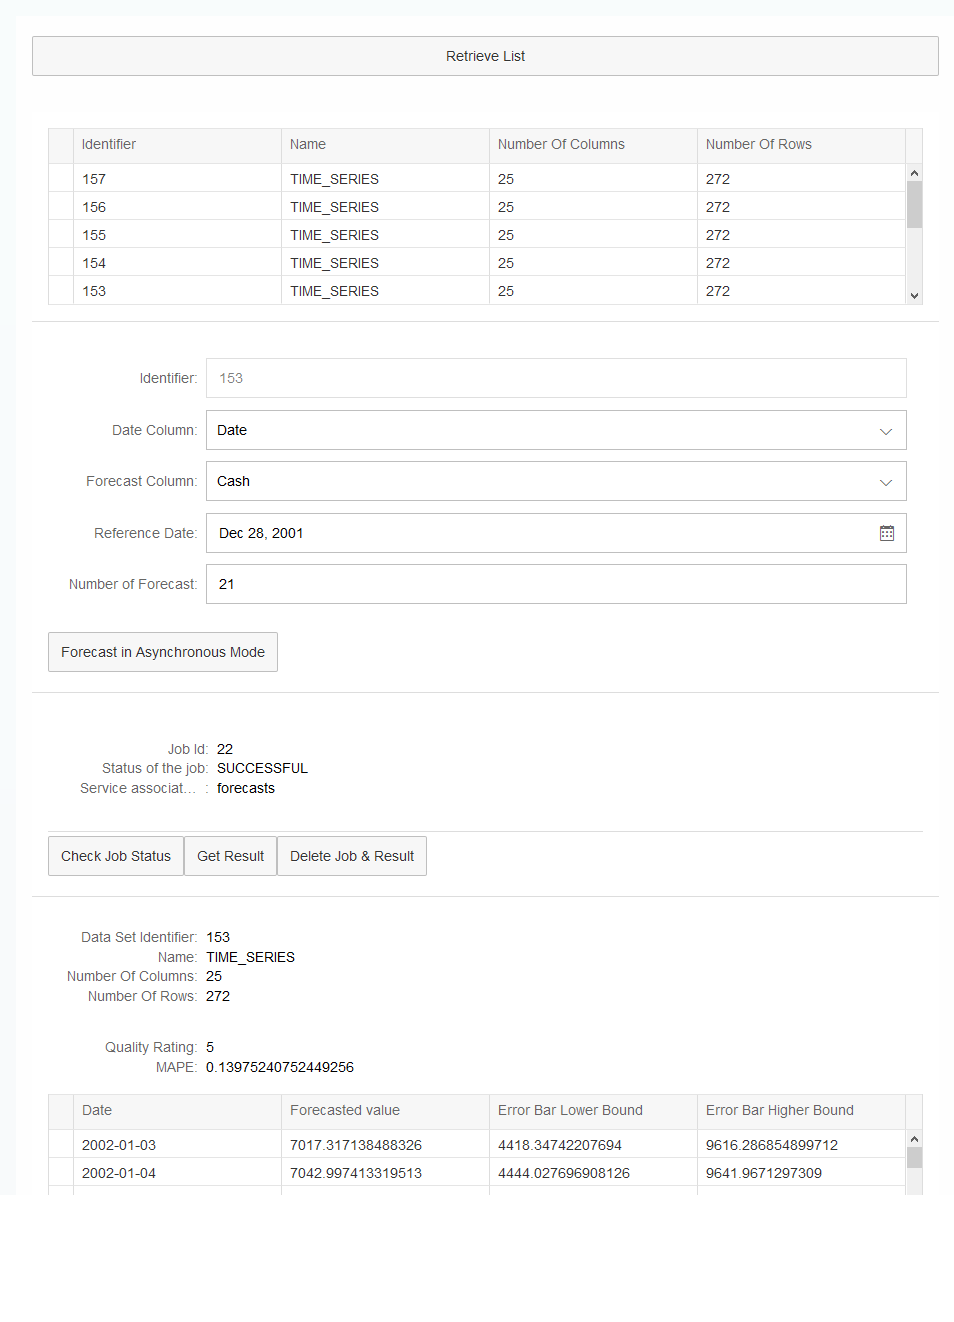 Retrieve List
Identifier Name Number Of Columns Number Of Rows
157 TIME_SERIES 25 272
156 TIME_SERIES 25 272
155 TIME_SERIES 25 272
154 TIME_SERIES 25 272
153 TIME_SERIES 25 272
Identifier: 153
Date Column: Date
Forecast Column: Cash
Reference Date: Dec 28, 2001
Number of Forecast: 21
Forecast in Asynchronous Mode
Job Id: 22
Status of the job: SUCCESSFUL
Service associat... : forecasts
Check Job Status Get Result Delete Job & Result
Data Set Identifier: 153
Name: TIME_SERIES
Number Of Columns: 25
Number Of Rows: 272
Quality Rating: 5
MAPE: 0.13975240752449256
Date Forecasted value Error Bar Lower Bound Error Bar Higher Bound
2002-01-03 7017.317138488326 4418.34742207694 9616.286854899712
2002-01-04 7042.997413319513 4444.027696908126 9641.9671297309